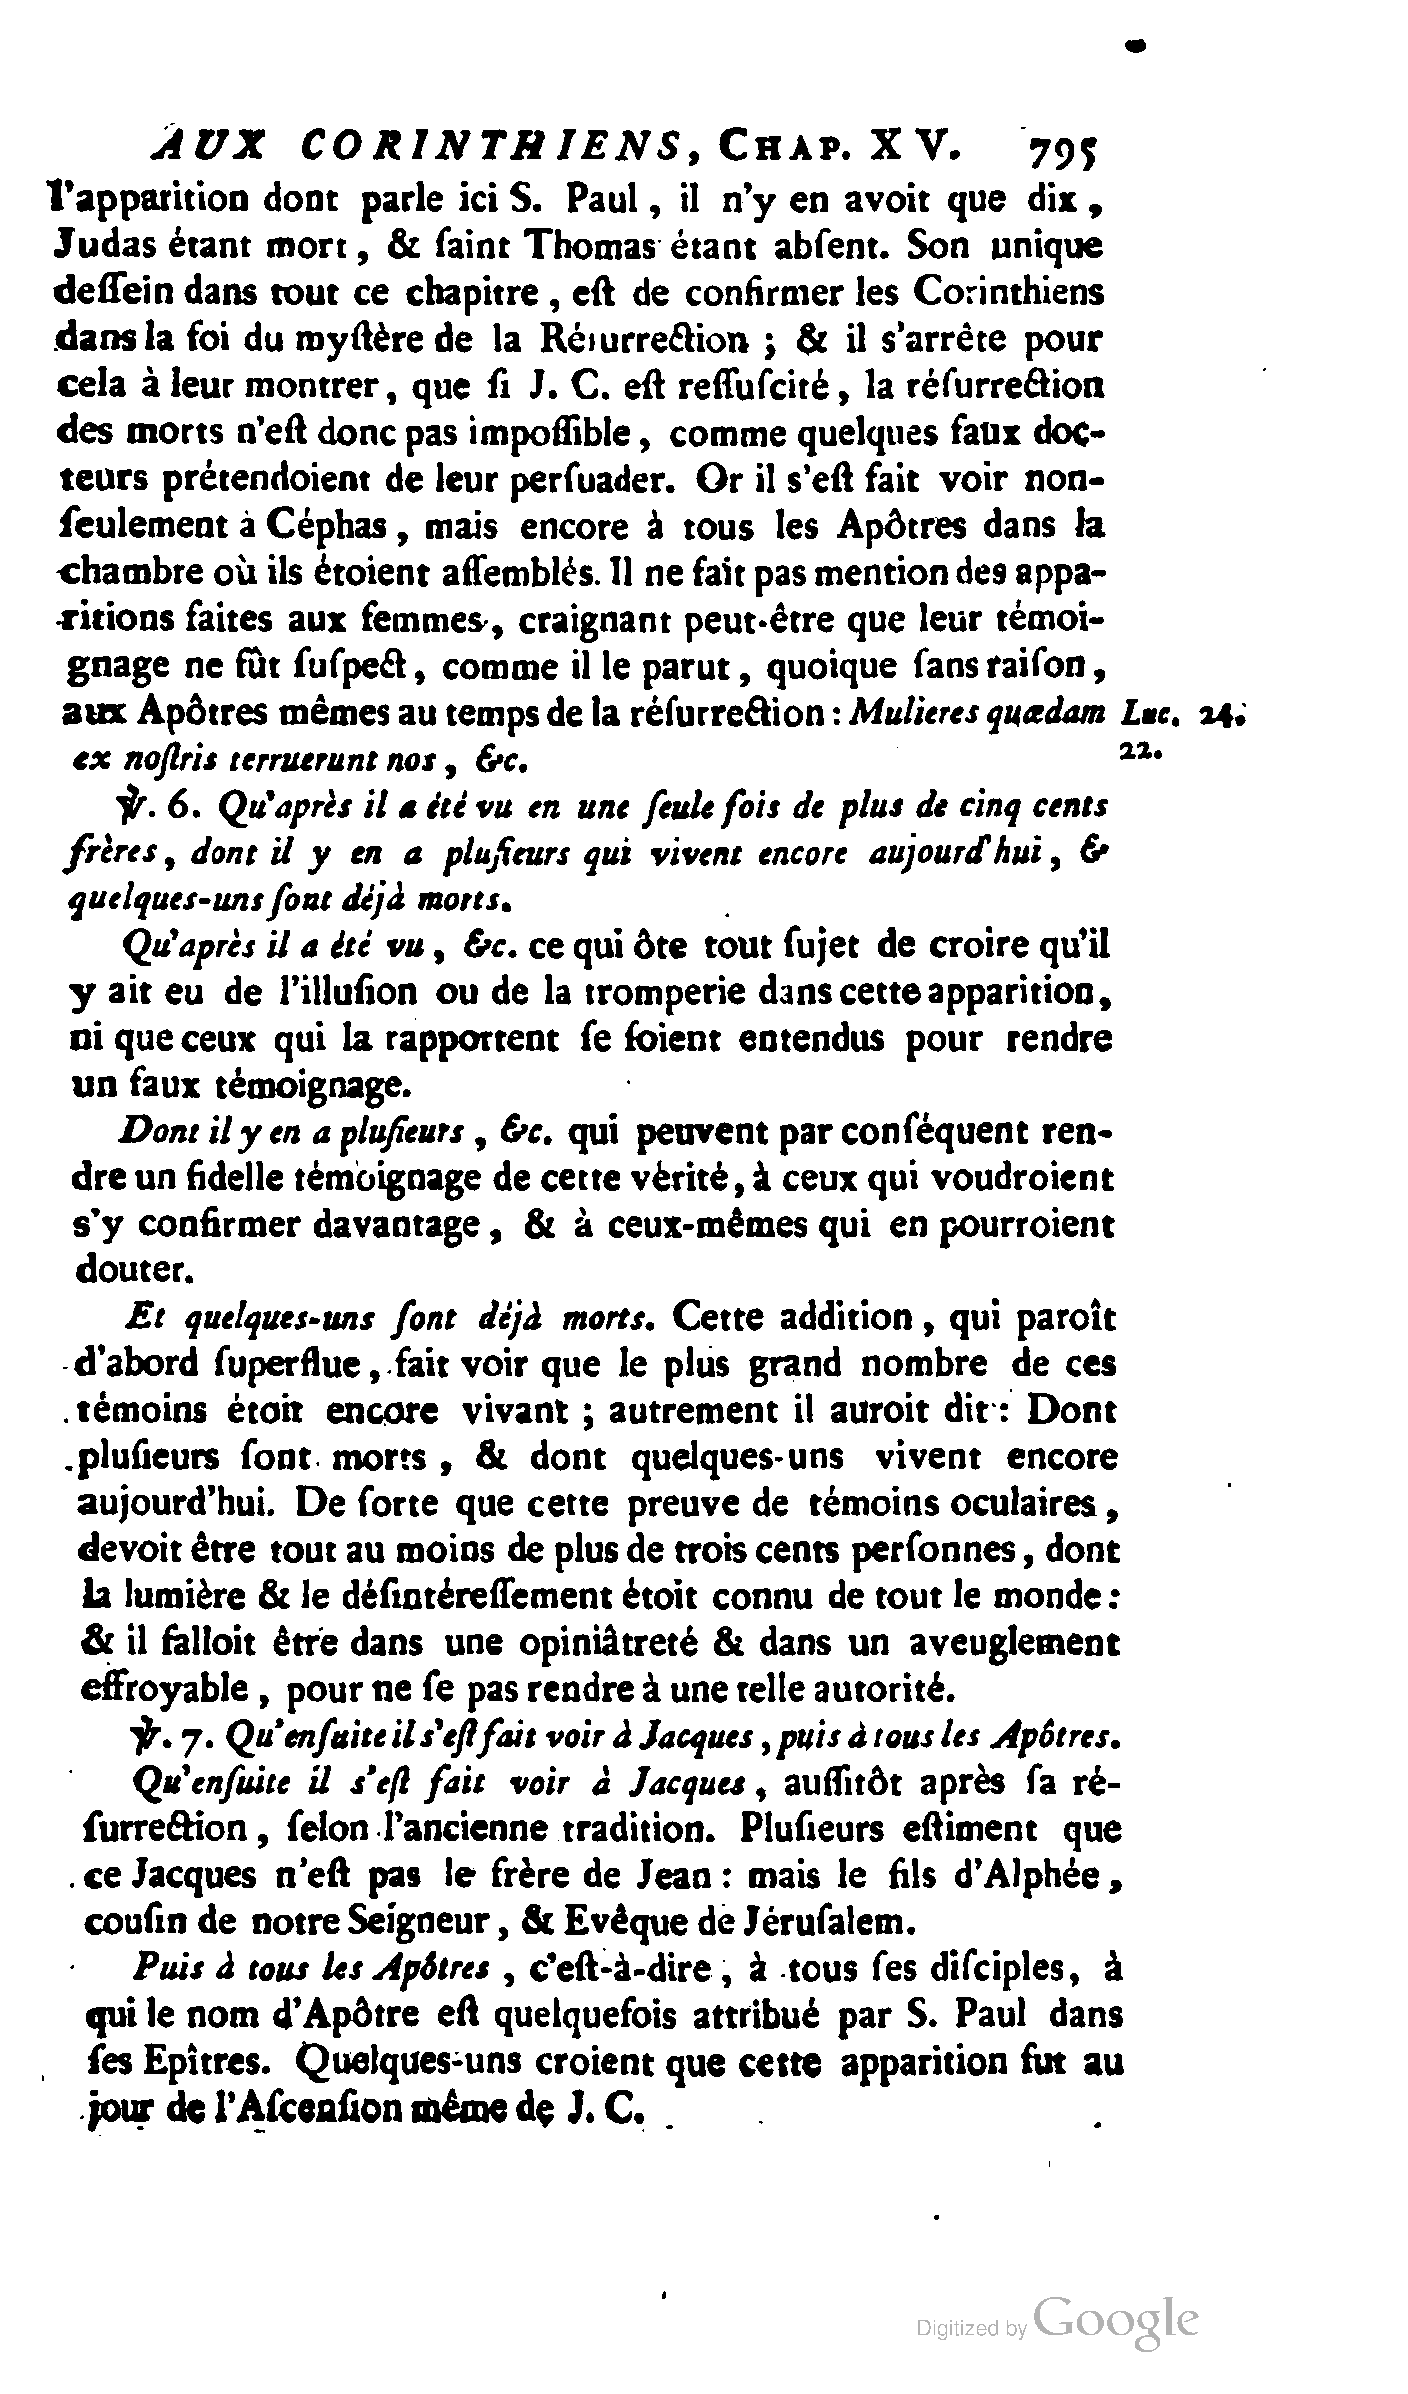 AUX CORINTHIENS, CHAP. XV. 795
l'apparition dont parle ici S. Paul, il n'y en avoit que dix,
Judas étant mort, & ſaint Thomas étant abſent. Son unique
deſſein dans tout ce chapitre, eſt de confirmer les Corinthiens
dans la foi du myſtère de la Réſurrection ; & il s'arrête pour
cela à leur montrer, que ſi J. C. eſt reſſuſcité, la réſurrection
des morts n'eſt donc pas impoſſible, comme quelques faux doc-
teurs prétendoient de leur perſuader. Or il s'eſt fait voir non-
ſeulement à Céphas, mais encore à tous les Apôtres dans la
chambre où ils étoient aſſemblés. Il ne fait pas mention des appa-
ritions faites aux femmes, craignant peut-être que leur témoi-
gnage ne fût ſuſpect, comme il le parut, quoique ſans raiſon,
aux Apôtres mêmes au temps de la réſurrection : Mulieres quædam Luc. 24.
ex noſtris terruerunt nos, &c. 22.
℣. 6. Qu'après il a été vu en une ſeule fois de plus de cinq cents
frères, dont il y en a pluſieurs qui vivent encore aujourd'hui, &
quelques-uns ſont déjà morts.
Qu'après il a été vu, &c. ce qui ôte tout ſujet de croire qu'il
y ait eu de l'illuſion ou de la tromperie dans cette apparition,
ni que ceux qui la rapportent ſe ſoient entendus pour rendre
un faux témoignage.
Dont il y en a pluſieurs, &c. qui peuvent par conſéquent ren-
dre un fidelle témoignage de cette vérité, à ceux qui voudroient
s'y confirmer davantage, & à ceux-mêmes qui en pourroient
douter.
Et quelques-uns ſont déjà morts. Cette addition, qui paroît
d'abord ſuperflue, fait voir que le plus grand nombre de ces
témoins étoit encore vivant ; autrement il auroit dit : Dont
pluſieurs ſont morts, & dont quelques-uns vivent encore
aujourd'hui. De ſorte que cette preuve de témoins oculaires,
devoit être tout au moins de plus de trois cents perſonnes, dont
la lumière & le déſintéreſſement étoit connu de tout le monde :
& il falloit être dans une opiniâtreté & dans un aveuglement
effroyable, pour ne ſe pas rendre à une telle autorité.
℣. 7. Qu'enſuite il s'eſt fait voir à Jacques, puis à tous les Apôtres.
Qu'enſuite il s'eſt fait voir à Jacques, auſſitôt après ſa ré-
ſurrection, ſelon l'ancienne tradition. Pluſieurs eſtiment que
ce Jacques n'eſt pas le frère de Jean : mais le fils d'Alphée,
couſin de notre Seigneur, & Evêque de Jéruſalem.
Puis à tous les Apôtres, c'eſt-à-dire, à tous ſes diſciples, à
qui le nom d'Apôtre eſt quelquefois attribué par S. Paul dans
ſes Epîtres. Quelques-uns croient que cette apparition fut au
jour de l'Aſcenſion même de J. C.
Digitized by Google